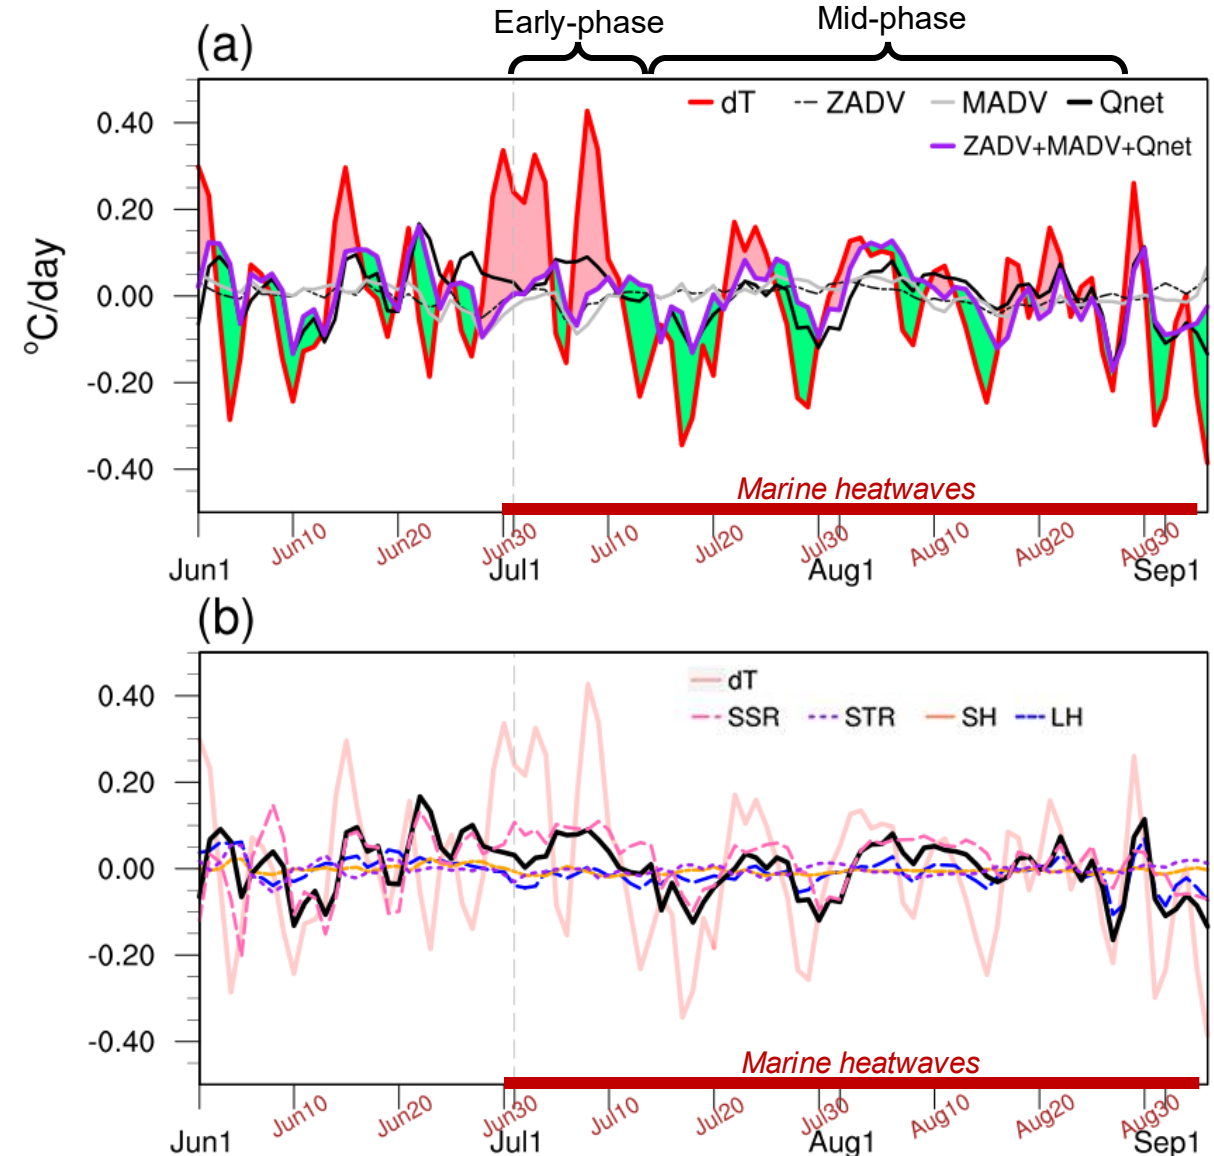 Early-phase Mid-phase
(a)
dT ZADV MADV Qnet
ZADV+MADV+Qnet
0.40
0.20
0.00
-0.20
-0.40
ºC/day
Marine heatwaves
Jun10 Jun20 Jun30 Jul10 Jul20 Jul30 Aug10 Aug20 Aug30
Jun1 Jul1 Aug1 Sep1
(b)
dT
SSR STR SH LH
0.40
0.20
0.00
-0.20
-0.40
Marine heatwaves
Jun10 Jun20 Jun30 Jul10 Jul20 Jul30 Aug10 Aug20 Aug30
Jun1 Jul1 Aug1 Sep1